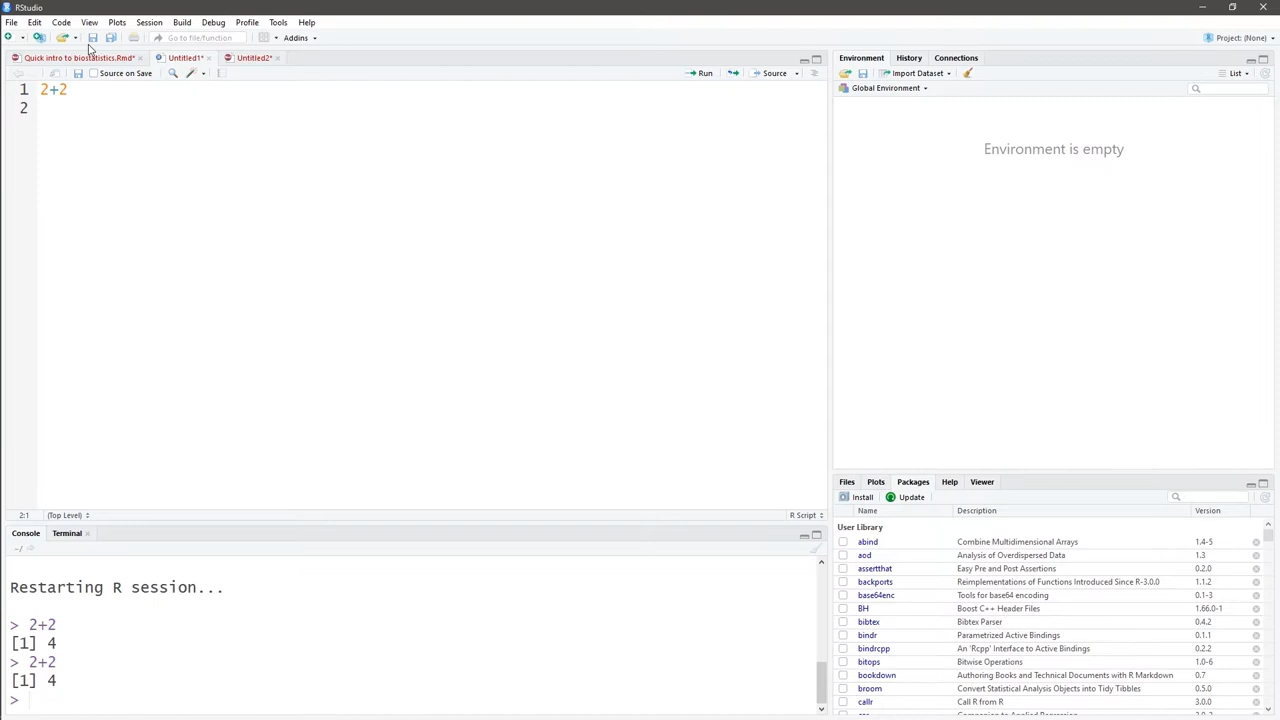 RStudio
File Edit Code View Plots Session Build Debug Profile Tools Help
Go to file/function Addins Project: (None)
Quick intro to biostatistics.Rmd* Untitled1* Untitled2*
Source on Save Run Source
1 2+2
2
2:1 (Top Level) R Script
Console Terminal
~/
Restarting R session...
> 2+2
[1] 4
> 2+2
[1] 4
>
Environment History Connections
Import Dataset List
Global Environment
Environment is empty
Files Plots Packages Help Viewer
Install Update
Name Description Version
User Library
abind Combine Multidimensional Arrays 1.4-5
aod Analysis of Overdispersed Data 1.3
assertthat Easy Pre and Post Assertions 0.2.0
backports Reimplementations of Functions Introduced Since R-3.0.0 1.1.2
base64enc Tools for base64 encoding 0.1-3
BH Boost C++ Header Files 1.66.0-1
bibtex Bibtex Parser 0.4.2
bindr Parametrized Active Bindings 0.1.1
bindrcpp An 'Rcpp' Interface to Active Bindings 0.2.2
bitops Bitwise Operations 1.0-6
bookdown Authoring Books and Technical Documents with R Markdown 0.7
broom Convert Statistical Analysis Objects into Tidy Tibbles 0.5.0
callr Call R from R 3.0.0